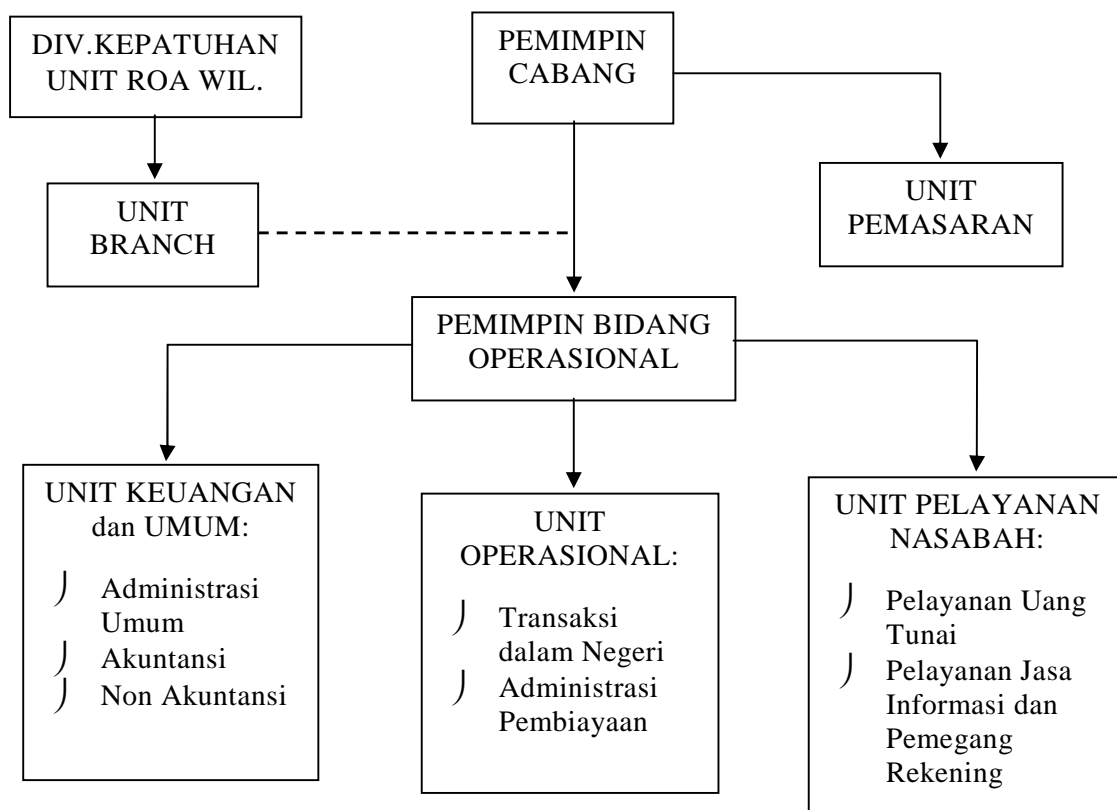 DIV.KEPATUHAN
UNIT ROA WIL.
PEMIMPIN
CABANG
UNIT
BRANCH
UNIT
PEMASARAN
PEMIMPIN BIDANG
OPERASIONAL
UNIT KEUANGAN
dan UMUM:
Administrasi
Umum
Akuntansi
Non Akuntansi
UNIT
OPERASIONAL:
Transaksi
dalam Negeri
Administrasi
Pembiayaan
UNIT PELAYANAN
NASABAH:
Pelayanan Uang
Tunai
Pelayanan Jasa
Informasi dan
Pemegang
Rekening